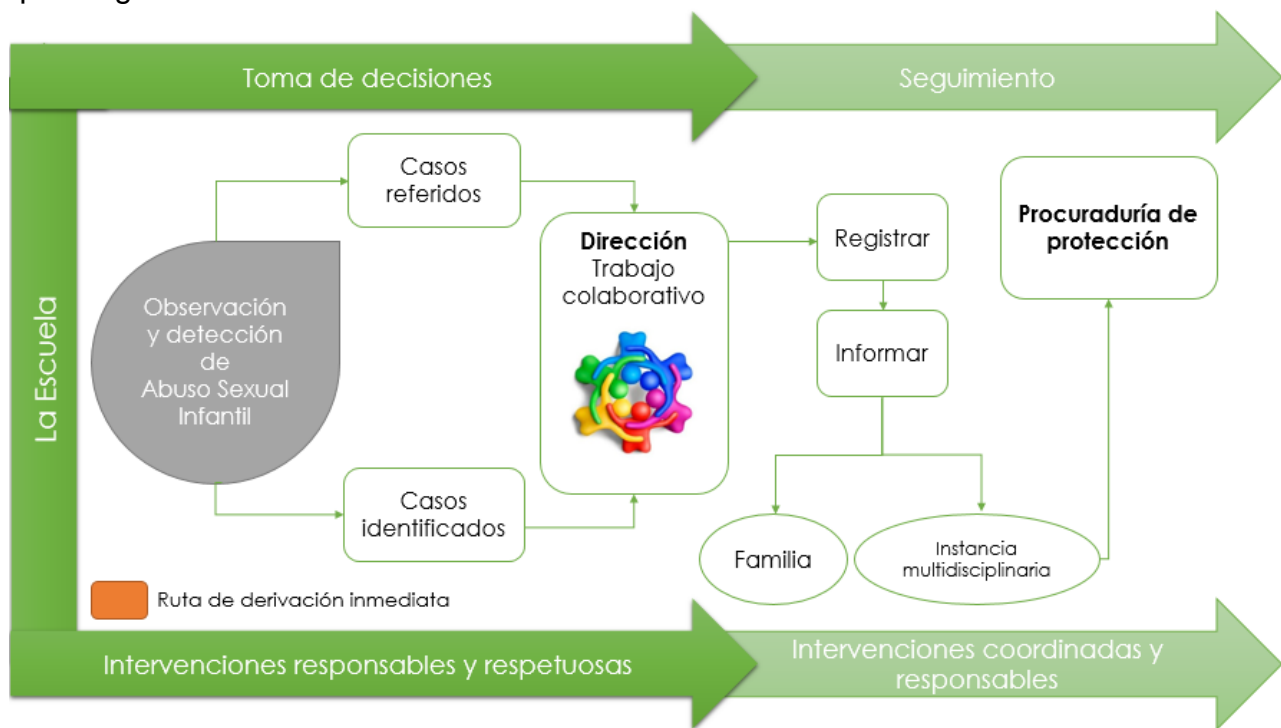 Toma de decisiones
Seguimiento
La Escuela
Casos
referidos
Observación
y detección
de
Abuso Sexual
Infantil
Casos
identificados
Dirección
Trabajo
colaborativo
Registrar
Informar
Familia
Instancia
multidisciplinaria
Procuraduría de
protección
Ruta de derivación inmediata
Intervenciones responsables y respetuosas
Intervenciones coordinadas y
responsables